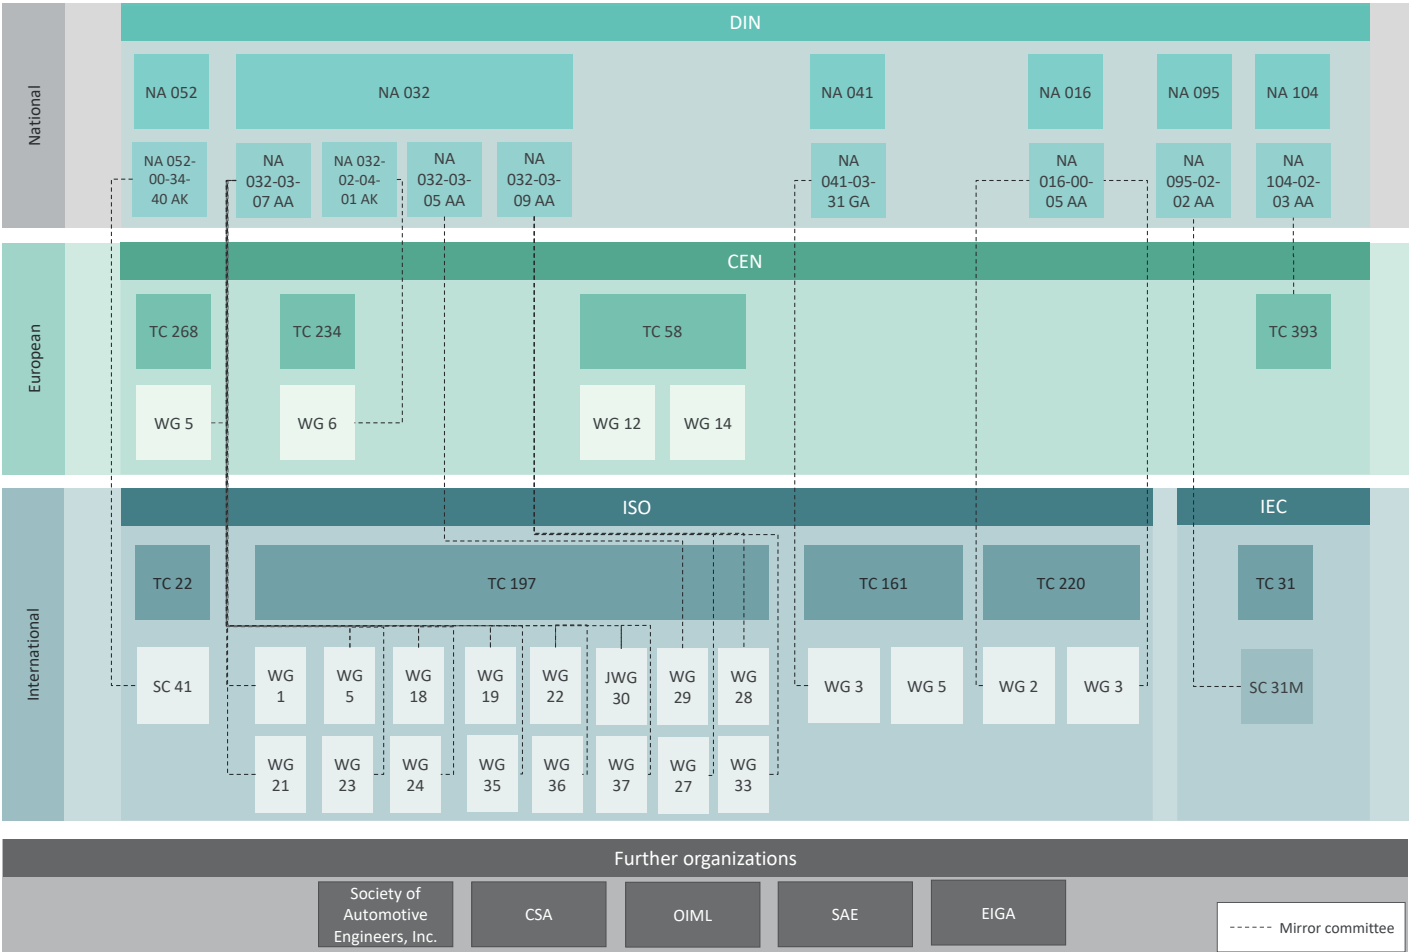 National
DIN
NA 052
NA 032
NA 041
NA 016
NA 095
NA 104
NA 052-
00-34-
40 AK
NA
032-03-
07 AA
NA 032-
02-04-
01 AK
NA
032-03-
05 AA
NA
032-03-
09 AA
NA
041-03-
31 GA
NA
016-00-
05 AA
NA
095-02-
02 AA
NA
104-02-
03 AA
European
CEN
TC 268
TC 234
TC 58
TC 393
WG 5
WG 6
WG 12
WG 14
International
ISO
IEC
TC 22
TC 197
TC 161
TC 220
TC 31
SC 41
WG
1
WG
5
WG
18
WG
19
WG
22
JWG
30
WG
29
WG
28
WG 3
WG 5
WG 2
WG 3
SC 31M
WG
21
WG
23
WG
24
WG
35
WG
36
WG
37
WG
27
WG
33
Further organizations
Society of
Automotive
Engineers, Inc.
CSA
OIML
SAE
EIGA
Mirror committee